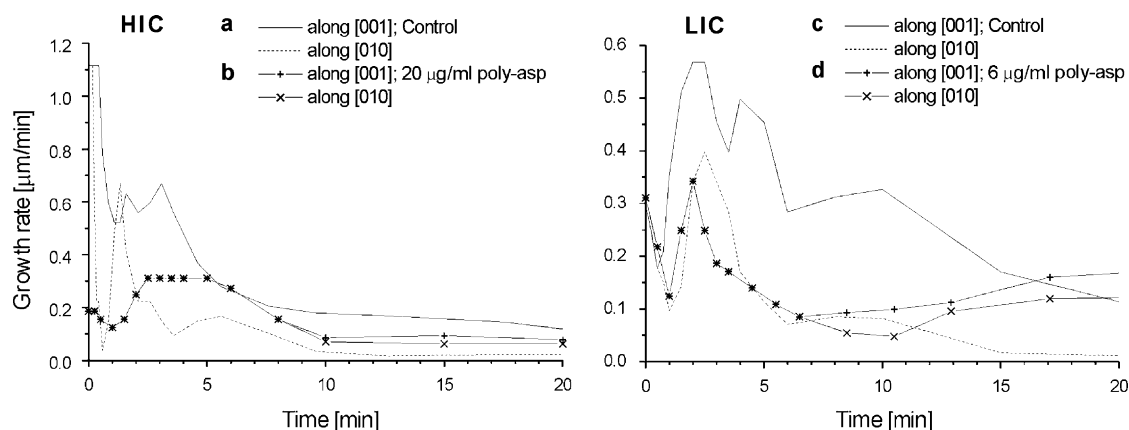 HIC
a along [001]; Control
along [010]
b along [001]; 20 μg/ml poly-asp
along [010]
Growth rate [μm/min]
1.2
1.0
0.8
0.6
0.4
0.2
0.0
0 5 10 15 20
Time [min]
LIC
c along [001]; Control
along [010]
d along [001]; 6 μg/ml poly-asp
along [010]
0.6
0.5
0.4
0.3
0.2
0.1
0.0
0 5 10 15 20
Time [min]